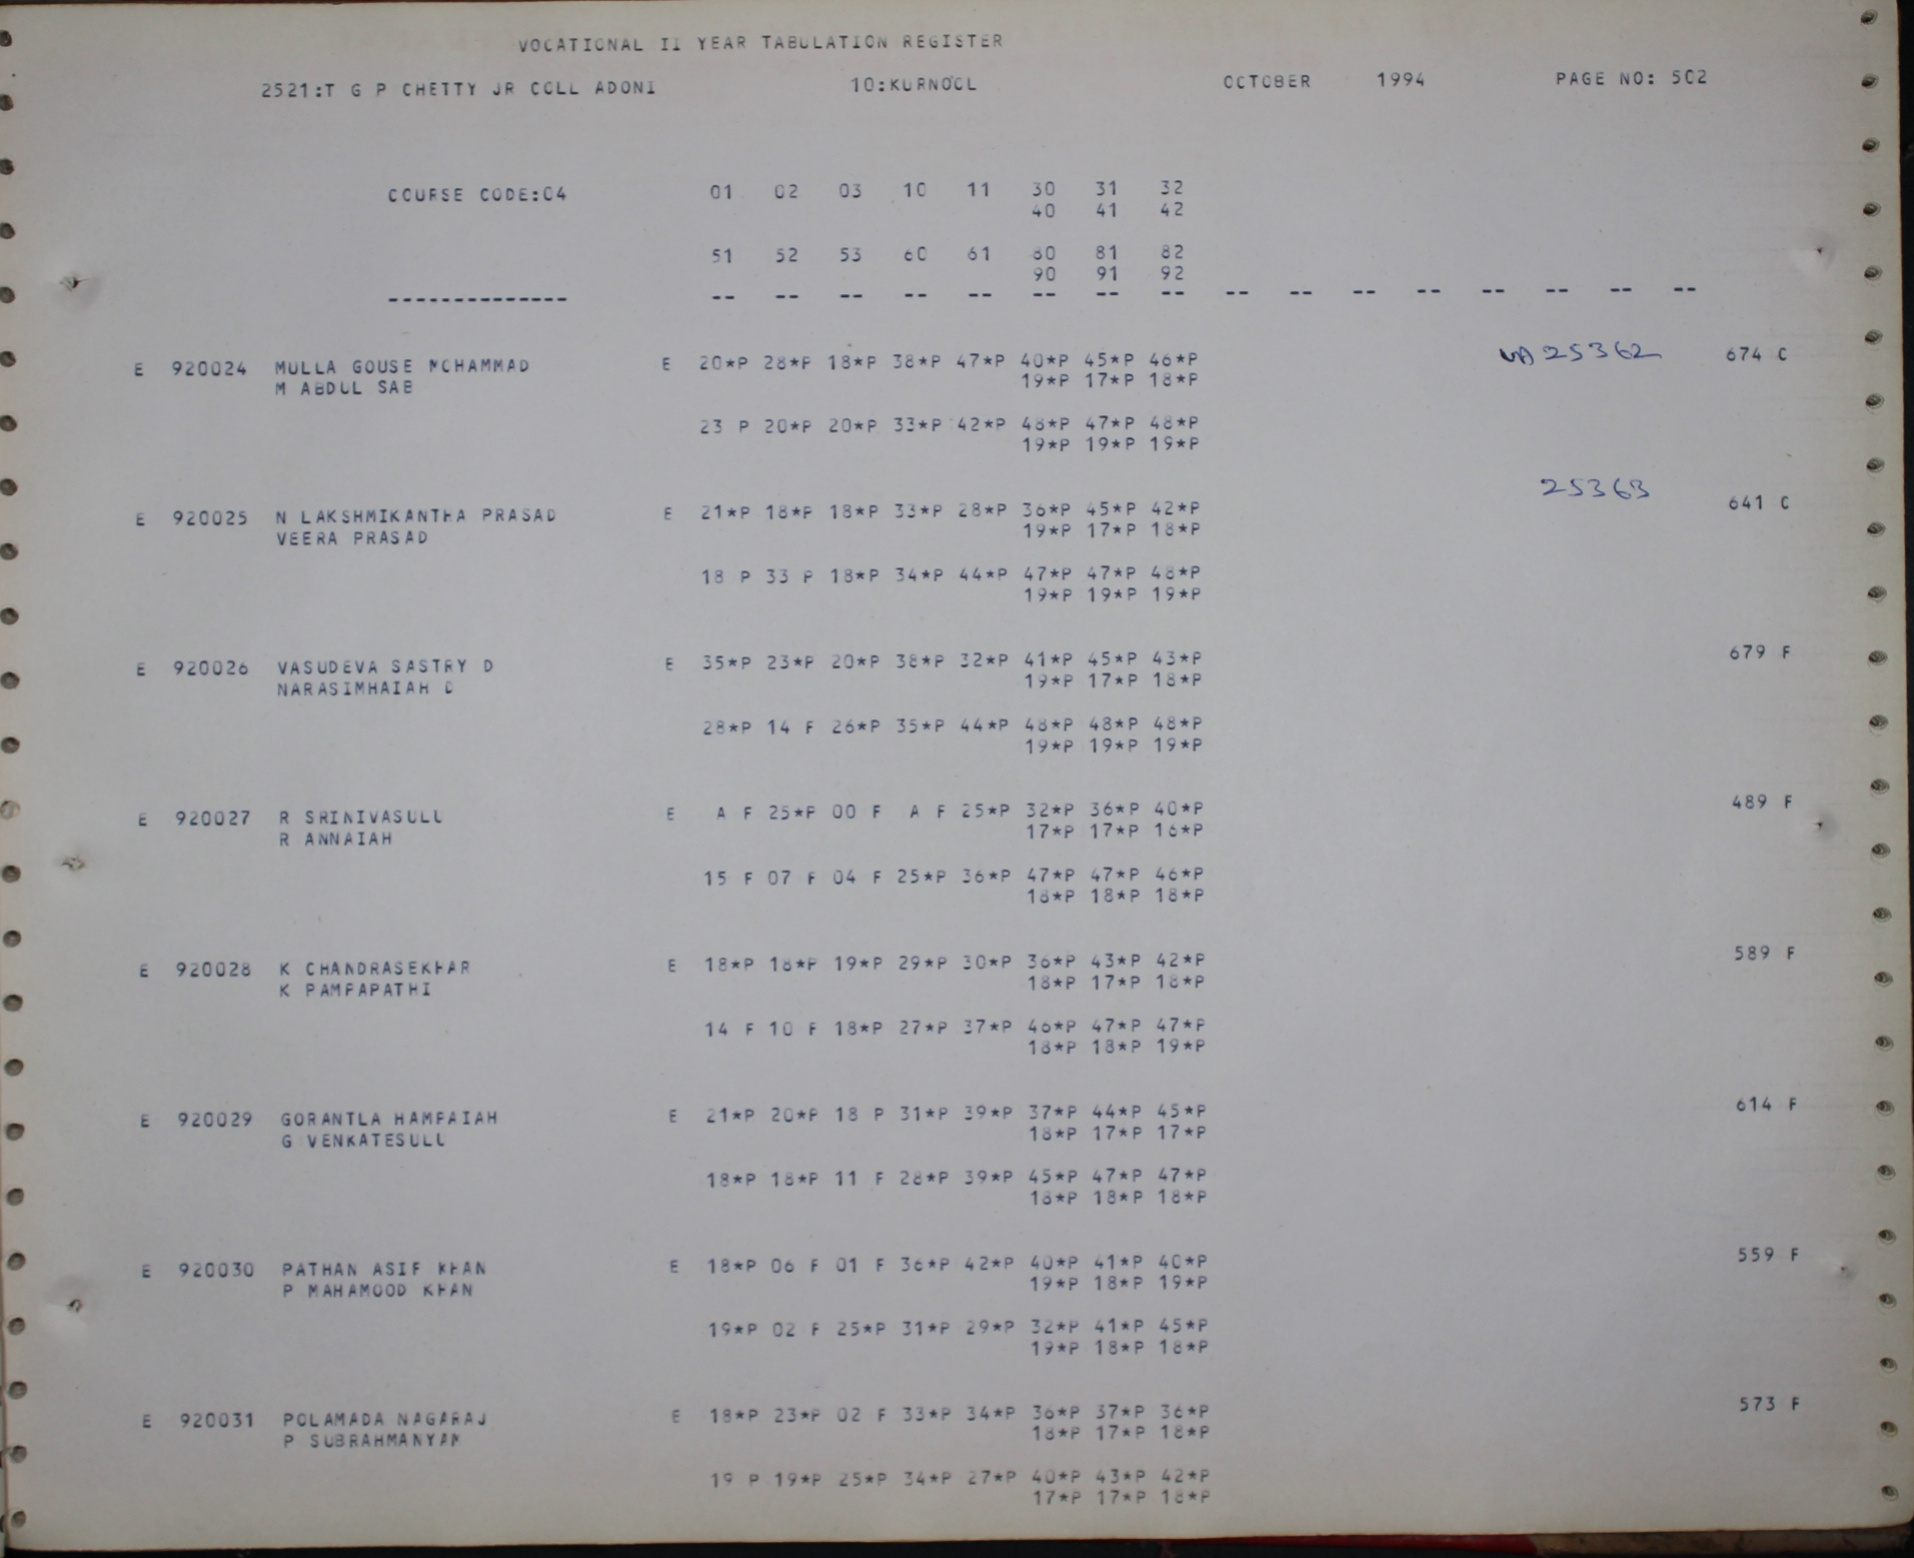 VOCATIONAL II YEAR TABULATION REGISTER
2521:T G P CHETTY JR COLL ADONI 10:KURNOOL OCTOBER 1994 PAGE NO: 502
COURSE CODE:04 01 02 03 10 11 30 31 32
40 41 42
51 52 53 60 61 80 81 82
90 91 92
-------------- -- -- -- -- -- -- -- -- -- -- -- -- -- -- -- --
E 920024 MULLA GOUSE MOHAMMAD E 20*P 28*P 18*P 38*P 47*P 40*P 45*P 46*P 25362 674 C
M ABDUL SAB 19*P 17*P 18*P
23 P 20*P 20*P 33*P 42*P 48*P 47*P 48*P
19*P 19*P 19*P
25363
E 920025 N LAKSHMIKANTHA PRASAD E 21*P 18*P 18*P 33*P 28*P 36*P 45*P 42*P 641 C
VEERA PRASAD 19*P 17*P 18*P
18 P 33 P 18*P 34*P 44*P 47*P 47*P 48*P
19*P 19*P 19*P
E 920026 VASUDEVA SASTRY D E 35*P 23*P 20*P 38*P 32*P 41*P 45*P 43*P 679 F
NARASIMHAIAH D 19*P 17*P 18*P
28*P 14 F 26*P 35*P 44*P 48*P 48*P 48*P
19*P 19*P 19*P
E 920027 R SRINIVASULU E A F 25*P 00 F A F 25*P 32*P 36*P 40*P 489 F
R ANNAIAH 17*P 17*P 16*P
15 F 07 F 04 F 25*P 36*P 47*P 47*P 46*P
18*P 18*P 18*P
E 920028 K CHANDRASEKHAR E 18*P 18*P 19*P 29*P 30*P 36*P 43*P 42*P 589 F
K PAMPAPATHI 18*P 17*P 18*P
14 F 10 F 18*P 27*P 37*P 46*P 47*P 47*P
18*P 18*P 19*P
E 920029 GORANTLA HAMPAIAH E 21*P 20*P 18 P 31*P 39*P 37*P 44*P 45*P 614 F
G VENKATESULU 18*P 17*P 17*P
18*P 18*P 11 F 28*P 39*P 45*P 47*P 47*P
18*P 18*P 18*P
E 920030 PATHAN ASIF KHAN E 18*P 06 F 01 F 36*P 42*P 40*P 41*P 40*P 559 F
P MAHAMOOD KHAN 19*P 18*P 19*P
19*P 02 F 25*P 31*P 29*P 32*P 41*P 45*P
19*P 18*P 18*P
E 920031 POLAMADA NAGARAJ E 18*P 23*P 02 F 33*P 34*P 36*P 37*P 36*P 573 F
P SUBRAHMANYAM 18*P 17*P 18*P
19 P 19*P 25*P 34*P 27*P 40*P 43*P 42*P
17*P 17*P 18*P